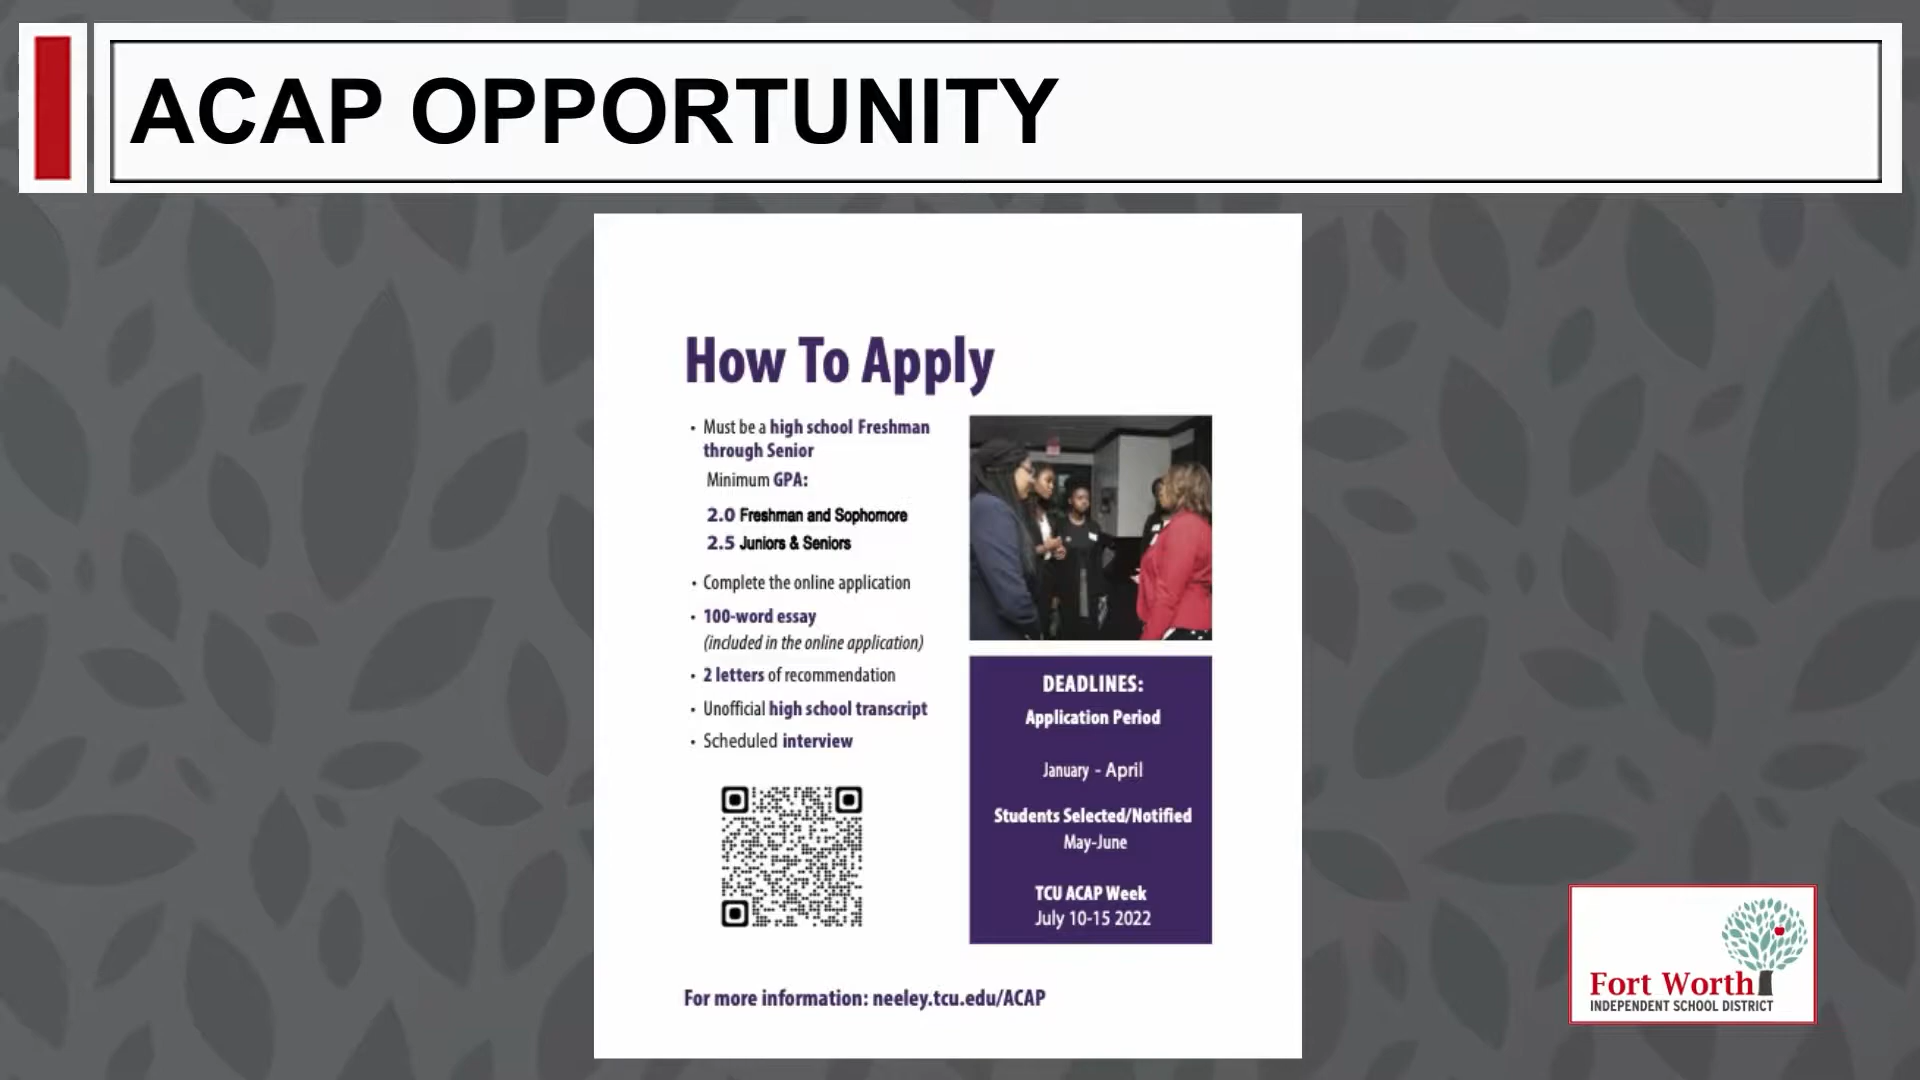 ACAP OPPORTUNITY
How To Apply
• Must be a high school Freshman
through Senior
Minimum GPA:
2.0 Freshman and Sophomore
2.5 Juniors & Seniors
• Complete the online application
• 100-word essay
(included in the online application)
• 2 letters of recommendation
• Unofficial high school transcript
• Scheduled interview
DEADLINES:
Application Period
January - April
Students Selected/Notified
May-June
TCU ACAP Week
July 10-15 2022
For more information: neeley.tcu.edu/ACAP
Fort Worth
INDEPENDENT SCHOOL DISTRICT